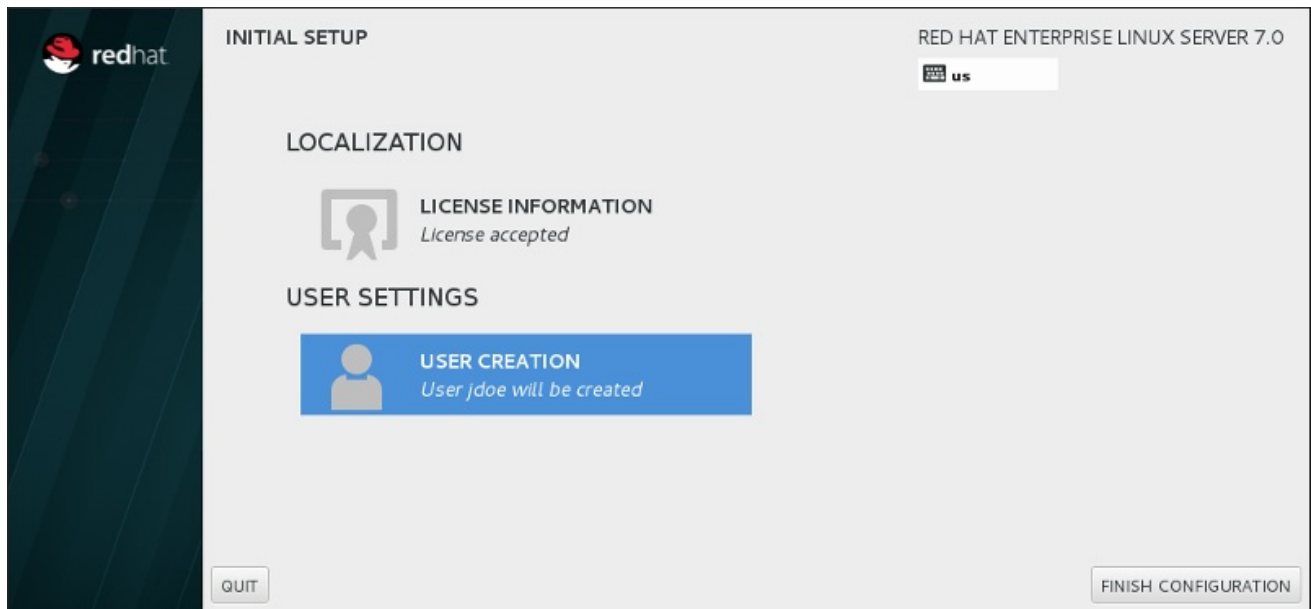 redhat.
INITIAL SETUP
RED HAT ENTERPRISE LINUX SERVER 7.0
us
LOCALIZATION
LICENSE INFORMATION
License accepted
USER SETTINGS
USER CREATION
User jdoe will be created
QUIT
FINISH CONFIGURATION